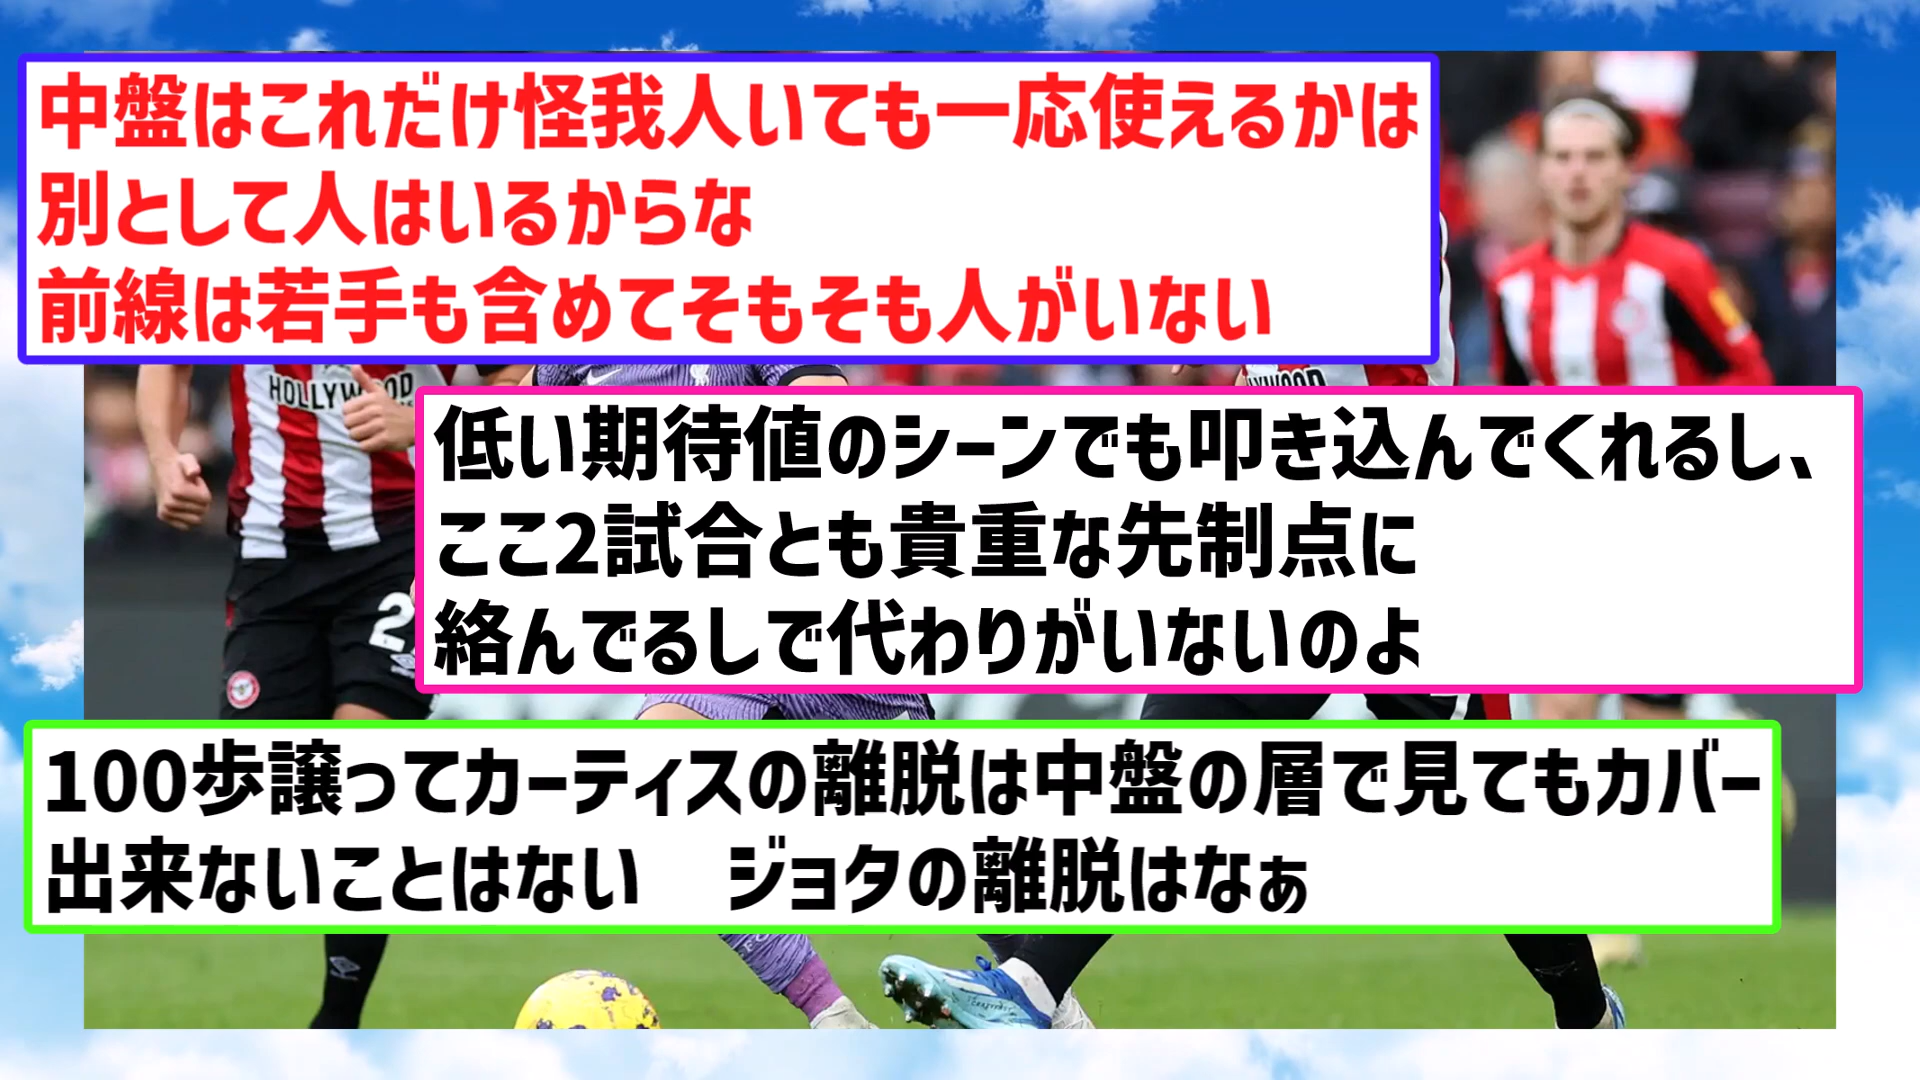 中盤はこれだけ怪我人いても一応使えるかは
別として人はいるからな
前線は若手も含めてそもそも人がいない
HOLLYWOOD
LYWOOD
低い期待値のシーンでも叩き込んでくれるし、
ここ2試合とも貴重な先制点に
絡んでるしで代わりがいないのよ
2
100歩譲ってカーティスの離脱は中盤の層で見てもカバー
出来ないことはない　ジョタの離脱はなぁ